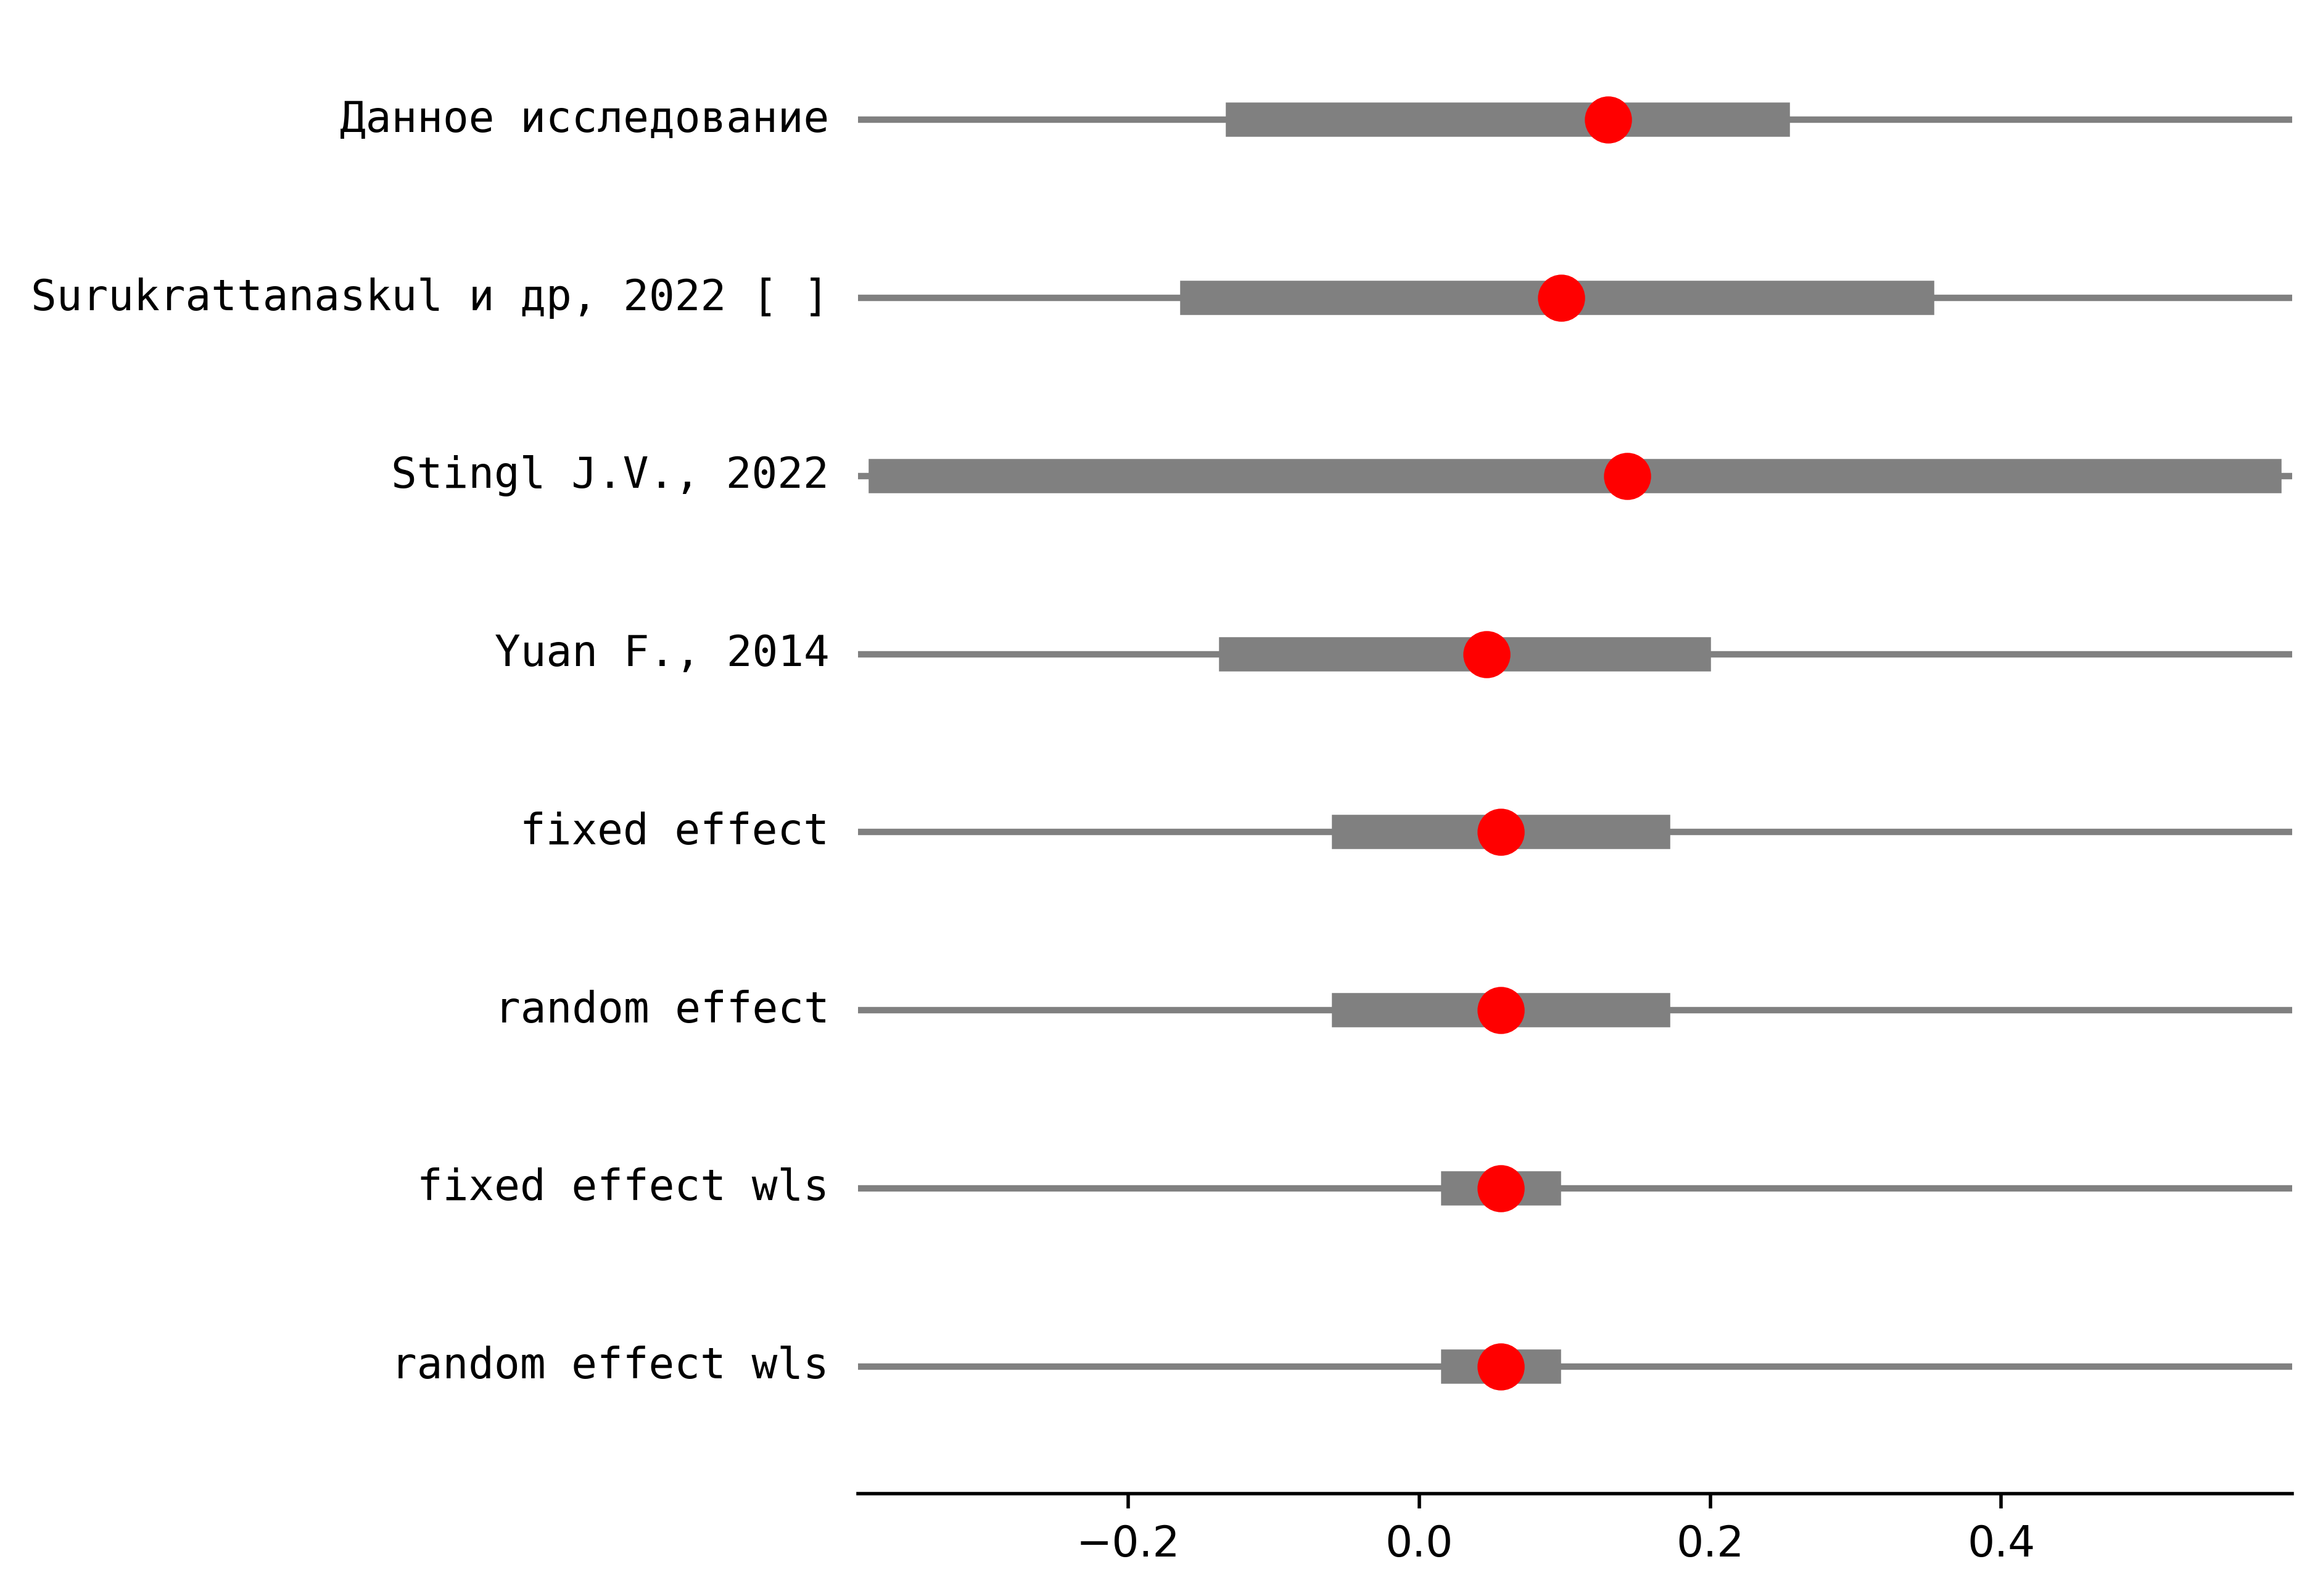 Данное исследование
Surukrattanaskul и др, 2022 [ ]
Stingl J.V., 2022
Yuan F., 2014
fixed effect
random effect
fixed effect wls
random effect wls
−0.2 0.0 0.2 0.4